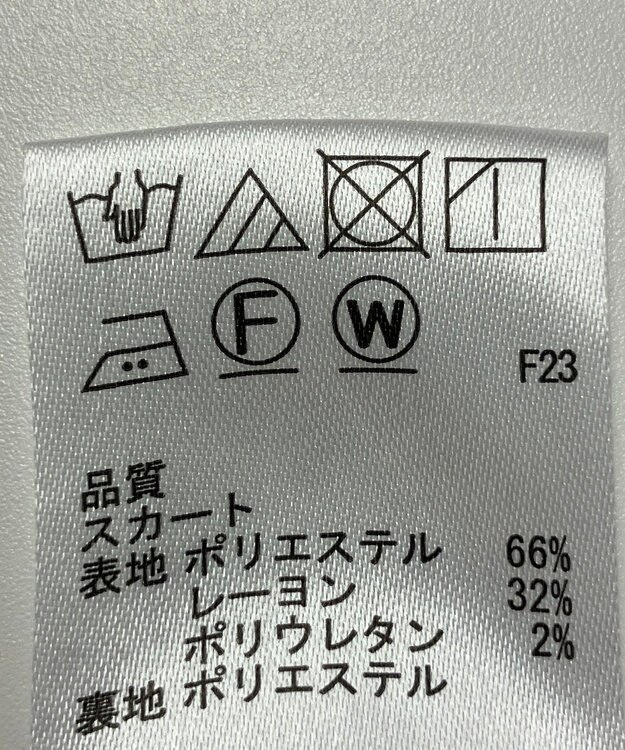 F W
F23
品質
スカート
表地 ポリエステル 66%
レーヨン 32%
ポリウレタン 2%
裏地 ポリエステル